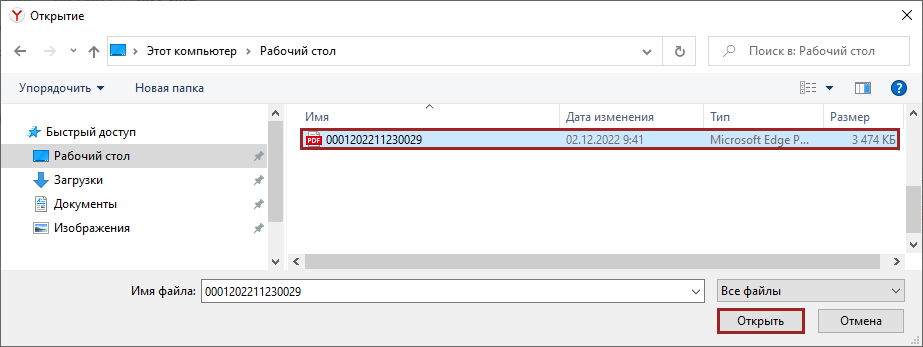 Открытие
Этот компьютер > Рабочий стол
Поиск в: Рабочий стол
Упорядочить Новая папка ?
Имя Дата изменения Тип Размер
PDF 0001202211230029 02.12.2022 9:41 Microsoft Edge P... 3 474 КБ
Быстрый доступ
Рабочий стол
Загрузки
Документы
Изображения
Имя файла: 0001202211230029 Все файлы
Открыть Отмена